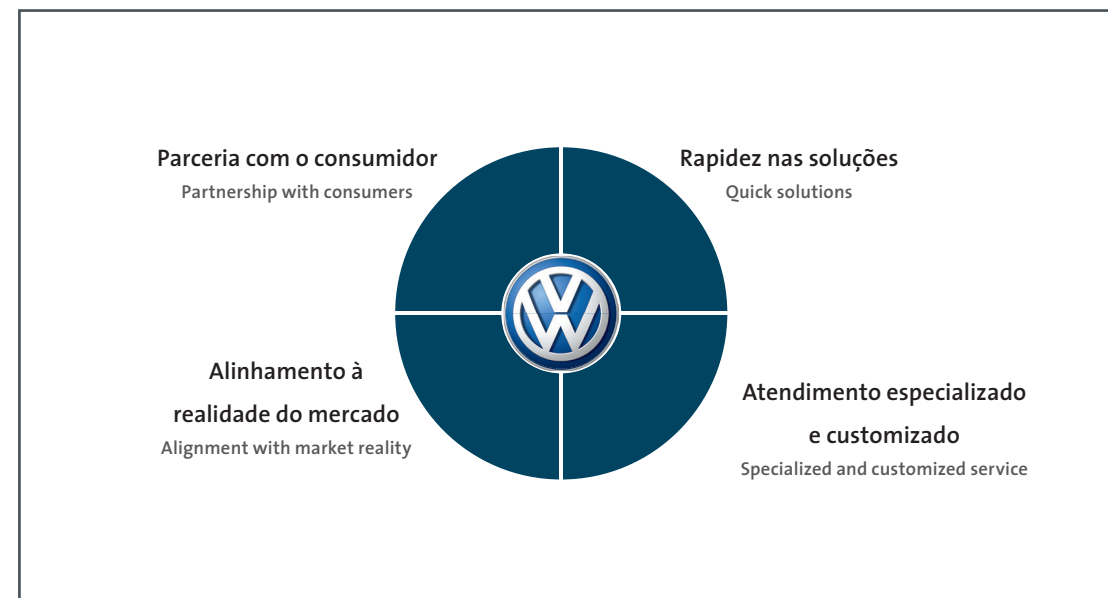 Parceria com o consumidor
Partnership with consumers
Rapidez nas soluções
Quick solutions
Alinhamento à
realidade do mercado
Alignment with market reality
Atendimento especializado
e customizado
Specialized and customized service
VW